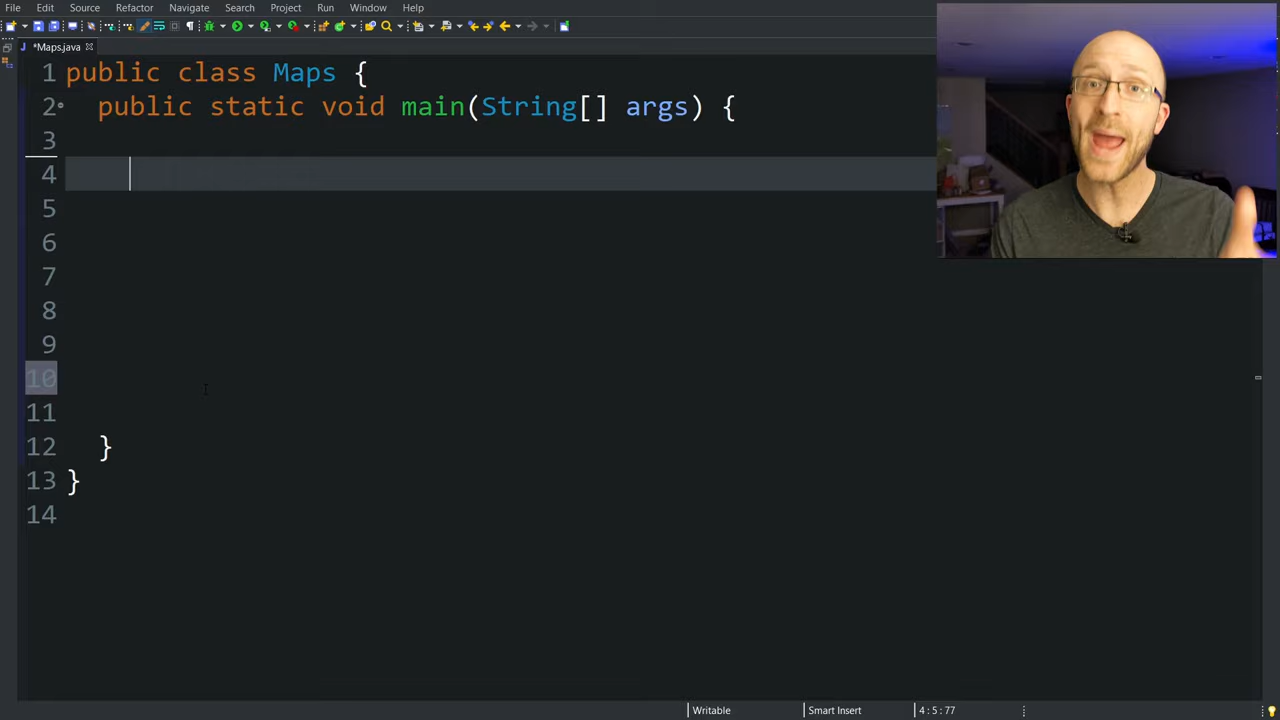 File Edit Source Refactor Navigate Search Project Run Window Help
*Maps.java
1 public class Maps {
2 public static void main(String[] args) {
3
4
5
6
7
8
9
10
11
12 }
13 }
14
Writable Smart Insert 4 : 5 : 77